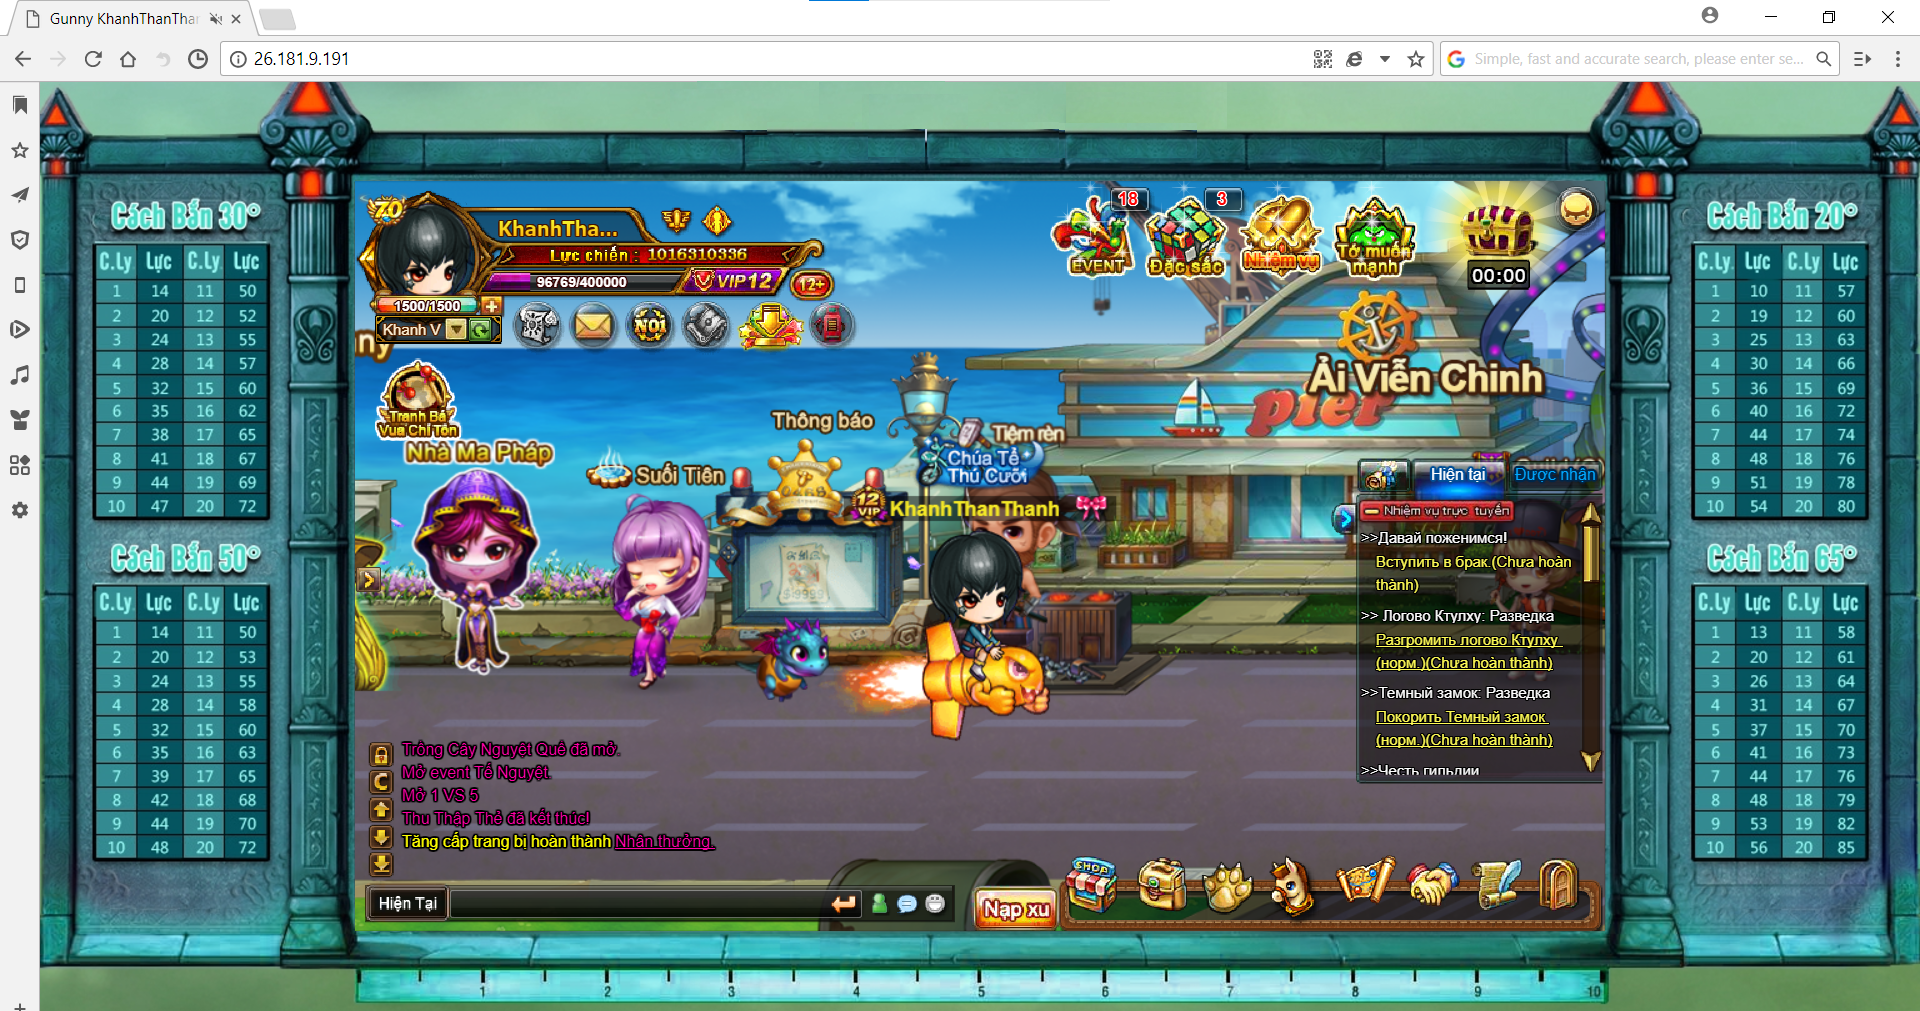 Gunny KhanhThanThan
26.181.9.191
Simple, fast and accurate search, please enter se...
Cách Bắn 30°
C.Ly Lực C.Ly Lực
1 14 11 50
2 20 12 52
3 24 13 55
4 28 14 57
5 32 15 60
6 35 16 62
7 38 17 65
8 41 18 67
9 44 19 69
10 47 20 72
Cách Bắn 50°
C.Ly Lực C.Ly Lực
1 14 11 50
2 20 12 53
3 24 13 55
4 28 14 58
5 32 15 60
6 35 16 63
7 39 17 65
8 42 18 68
9 44 19 70
10 48 20 72
70
KhanhTha...
Lực chiến : 1016310336
96769/400000
VIP 12
12+
1500/1500
Khanh V
NO1
ny
18
3
EVENT
Đặc sắc
Nhiệm vụ
Tớ muốn mạnh
00:00
Tranh Bá
Vua Chí Tôn
Nhà Ma Pháp
Suối Tiên
Thông báo
Tiệm rèn
Chúa Tể
Thú Cưỡi
12 VIP
KhanhThanThanh
Ải Viễn Chinh
pier
$9999
Hiện tại
Được nhận
Nhiệm vụ trực tuyến
>>Давай поженимся!
Вступить в брак.(Chưa hoàn
thành)
>> Логово Ктулху: Разведка
Разгромить логово Ктулху
(норм.)(Chưa hoàn thành)
>>Темный замок: Разведка
Покорить Темный замок
(норм.)(Chưa hoàn thành)
>>Честь гильдии
Trồng Cây Nguyệt Quế đã mở.
Mở event Tế Nguyệt.
Mở 1 VS 5
Thu Thập Thẻ đã kết thúc!
Tăng cấp trang bị hoàn thành Nhận thưởng.
C
Hiện Tại
Nạp xu
SHOP
1 2 3 4 5 6 7 8 9 10
Cách Bắn 20°
C.Ly Lực C.Ly Lực
1 10 11 57
2 19 12 60
3 25 13 63
4 30 14 66
5 36 15 69
6 40 16 72
7 44 17 74
8 48 18 76
9 51 19 78
10 54 20 80
Cách Bắn 65°
C.Ly Lực C.Ly Lực
1 13 11 58
2 20 12 61
3 26 13 64
4 31 14 67
5 37 15 70
6 41 16 73
7 44 17 76
8 48 18 79
9 53 19 82
10 56 20 85